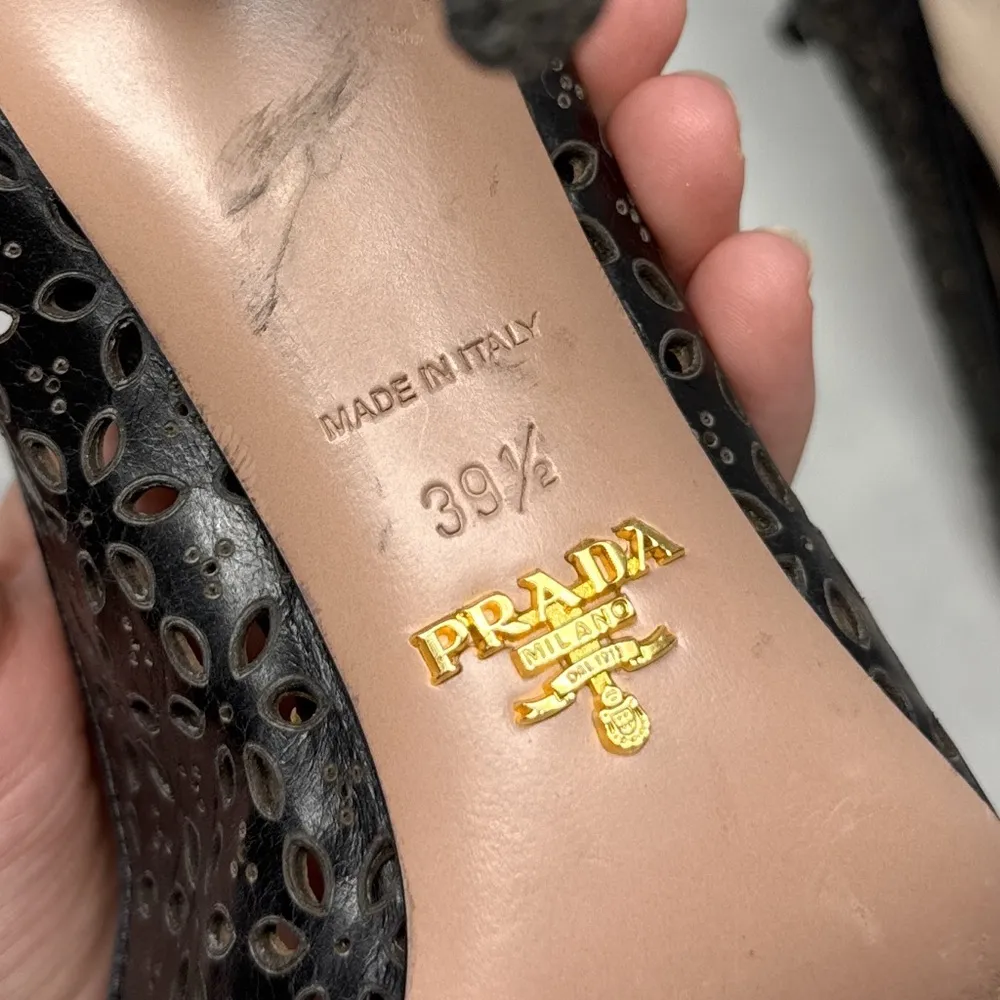 MADE IN ITALY
39½
PRADA
MILANO
DAL 1913